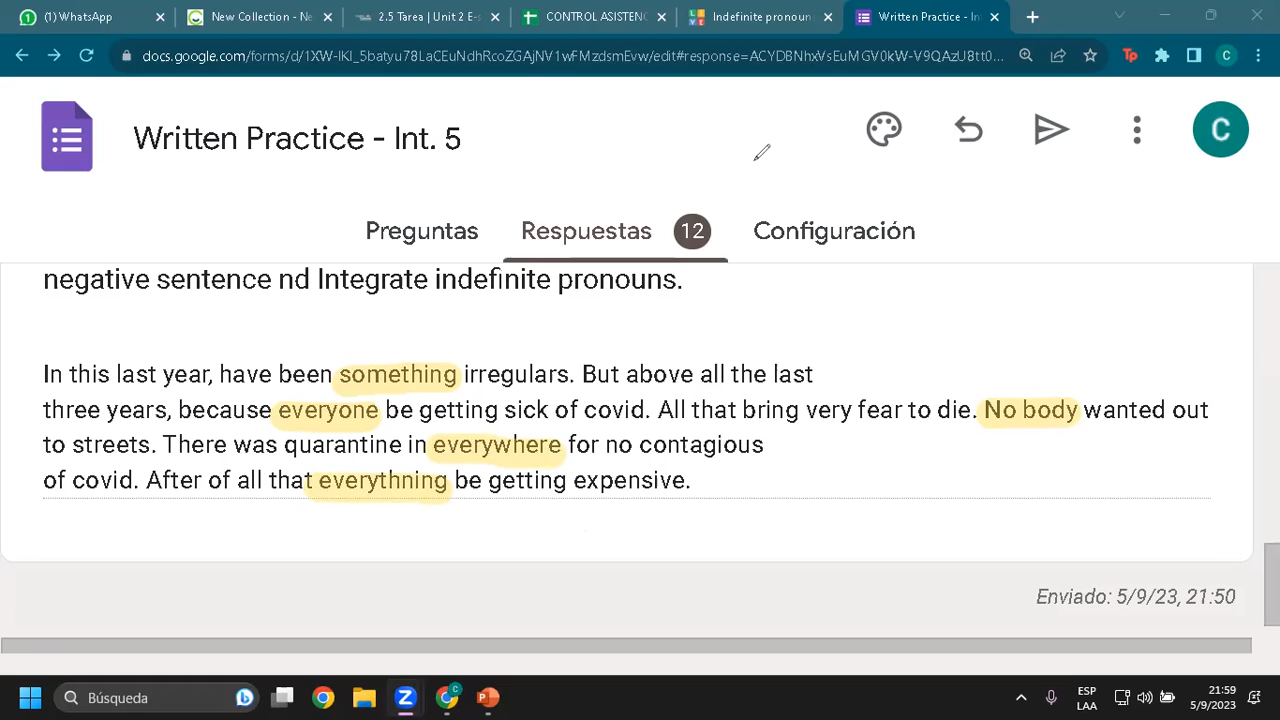 (1) WhatsApp
New Collection - Ne
2.5 Tarea | Unit 2 E-s
CONTROL ASISTENC
Indefinite pronoun
Written Practice - In
docs.google.com/forms/d/1XW-IKI_5batyu78LaCEuNdhRcoZGAjNV1wFMzdsmEvw/edit#response=ACYDBNhxVsEuMGV0kW-V9QAzU8tt0...
C
Written Practice - Int. 5
C
Preguntas
Respuestas 12
Configuración
negative sentence nd Integrate indefinite pronouns.
In this last year, have been something irregulars. But above all the last
three years, because everyone be getting sick of covid. All that bring very fear to die. No body wanted out
to streets. There was quarantine in everywhere for no contagious
of covid. After of all that everythning be getting expensive.
Enviado: 5/9/23, 21:50
Búsqueda
ESP
LAA
21:59
5/9/2023